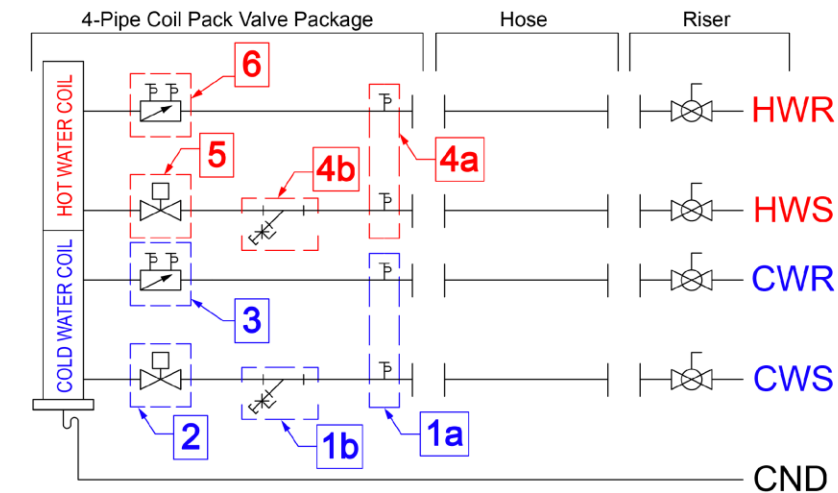 4-Pipe Coil Pack Valve Package
Hose
Riser
6
HOT WATER COIL
HWR
5
4b
4a
HWS
COLD WATER COIL
CWR
3
CWS
2
1b
1a
CND